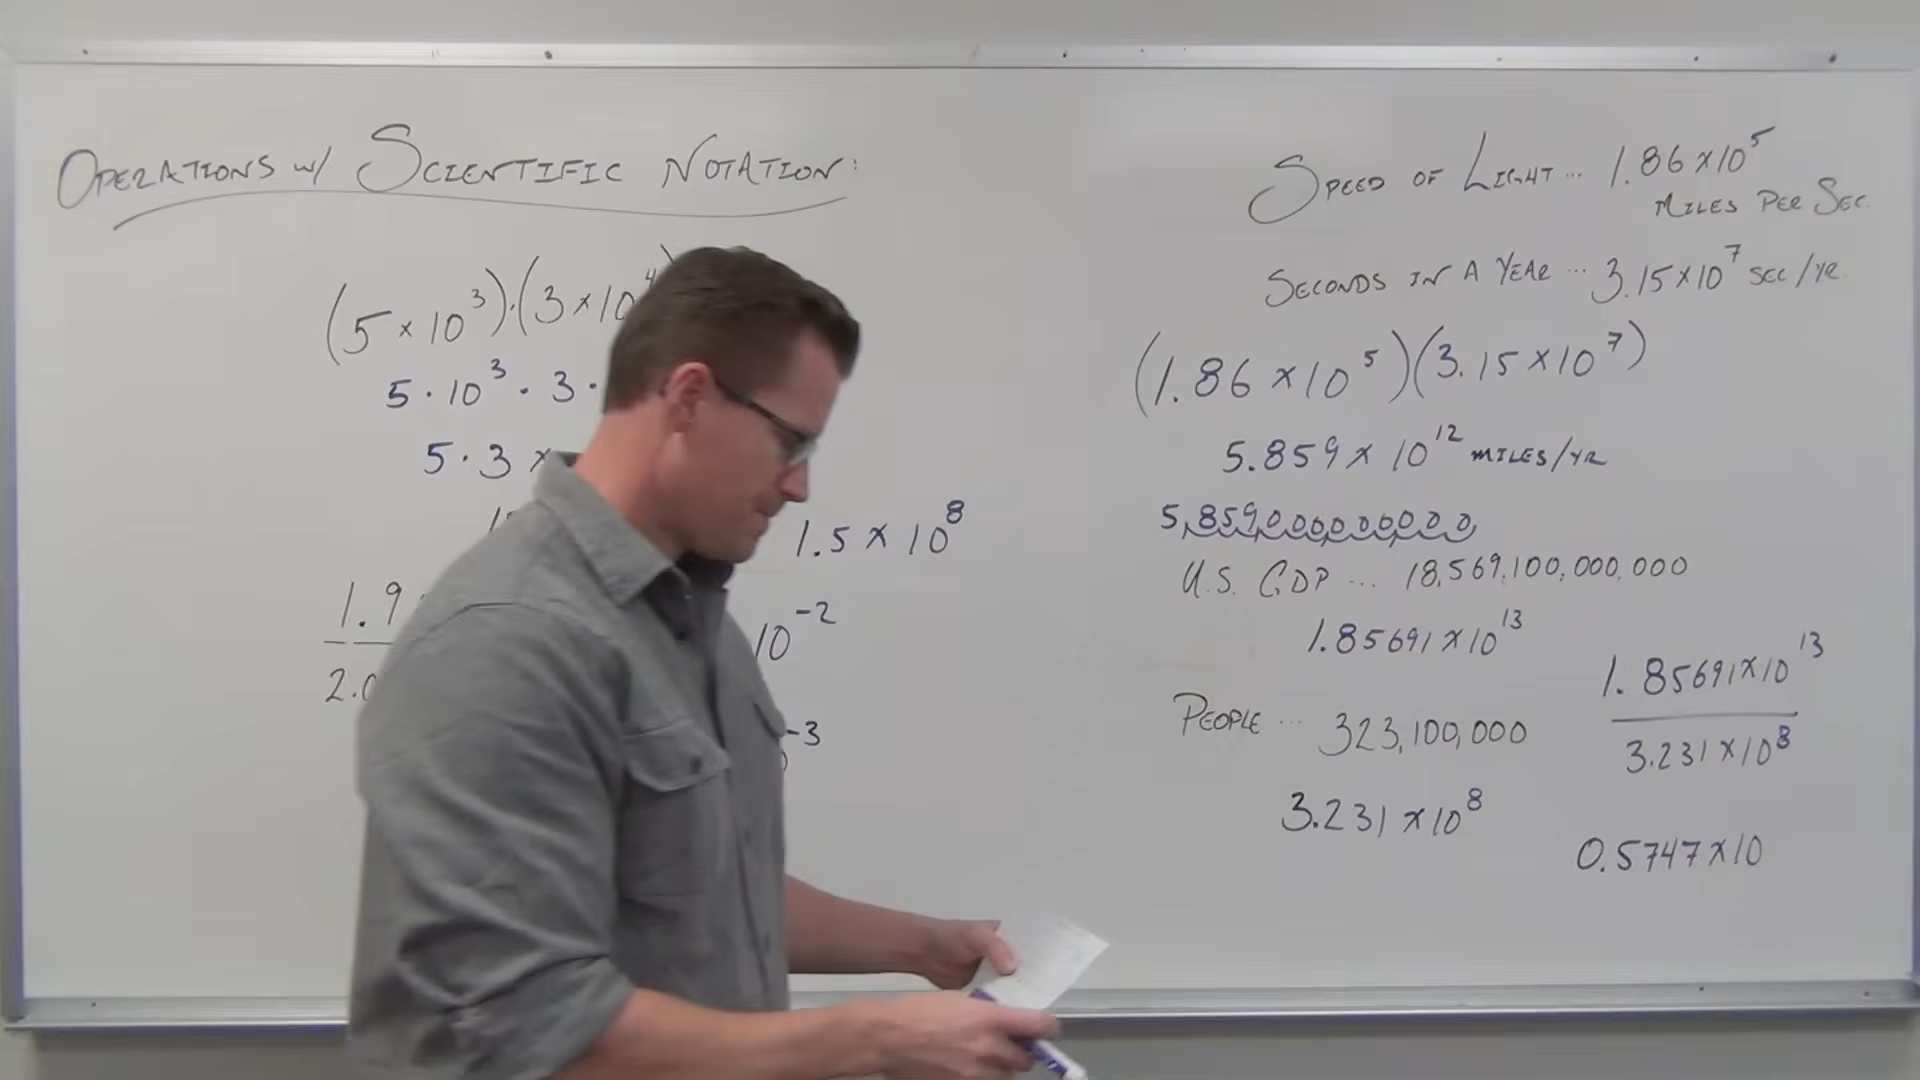 OPERATIONS W/ SCIENTIFIC NOTATION:
(5 × 10³)·(3 × 10⁴)
5 · 10³ · 3 ·
5 · 3 ×
1.5 × 10⁸
1.9
10⁻²
2.0
⁻³
SPEED OF LIGHT... 1.86 × 10⁵
MILES PER SEC.
SECONDS IN A YEAR ... 3.15 × 10⁷ SEC/YR.
(1.86 × 10⁵)(3.15 × 10⁷)
5.859 × 10¹² MILES/YR
5,859,000,000,000
U.S. GDP ... 18,569,100,000,000
1.85691 × 10¹³
PEOPLE ... 323,100,000
3.231 × 10⁸
1.85691 × 10¹³
3.231 × 10⁸
0.5747 × 10